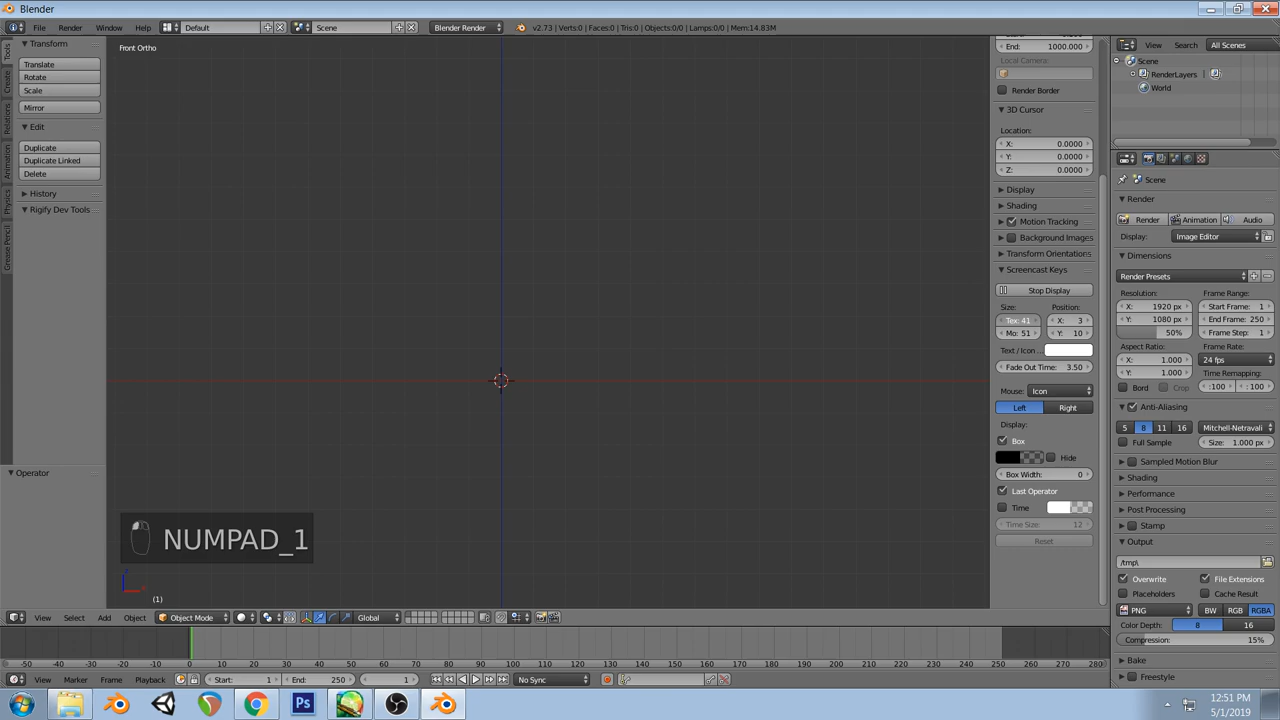 Blender
File Render Window Help Default Scene Blender Render v2.73 | Verts:0 | Faces:0 | Tris:0 | Objects:0/0 | Lamps:0/0 | Mem:14.83M
Tools
Create
Relations
Animation
Physics
Grease Pencil
Transform
Translate
Rotate
Scale
Mirror
Edit
Duplicate
Duplicate Linked
Delete
History
Rigify Dev Tools
Operator
Front Ortho
NUMPAD_1
(1)
End: 1000.000
Local Camera:
Render Border
3D Cursor
Location:
X: 0.0000
Y: 0.0000
Z: 0.0000
Display
Shading
Motion Tracking
Background Images
Transform Orientations
Screencast Keys
Stop Display
Size: Position:
Tex: 41 X: 3
Mo: 51 Y: 10
Text / Icon ...
Fade Out Time: 3.50
Mouse: Icon
Left Right
Display:
Box
Hide
Box Width: 0
Last Operator
Time
Time Size: 12
Reset
View Search All Scenes
Scene
RenderLayers
World
Scene
Render
Render Animation Audio
Display: Image Editor
Dimensions
Render Presets
Resolution: Frame Range:
X: 1920 px Start Frame: 1
Y: 1080 px End Frame: 250
50% Frame Step: 1
Aspect Ratio: Frame Rate:
X: 1.000 24 fps
Y: 1.000 Time Remapping:
Bord Crop :100 : 100
Anti-Aliasing
5 8 11 16 Mitchell-Netravali
Full Sample Size: 1.000 px
Sampled Motion Blur
Shading
Performance
Post Processing
Stamp
Output
/tmp\
Overwrite File Extensions
Placeholders Cache Result
PNG BW RGB RGBA
Color Depth: 8 16
Compression: 15%
Bake
Freestyle
View Select Add Object Object Mode Global
-50 -40 -30 -20 -10 0 10 20 30 40 50 60 70 80 90 100 110 120 130 140 150 160 170 180 190 200 210 220 230 240 250 260 270 280
View Marker Frame Playback Start: 1 End: 250 1 No Sync
Ps
12:51 PM
5/1/2019